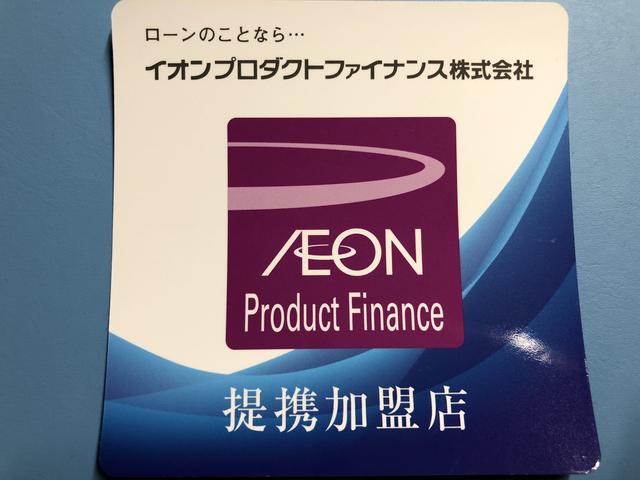 ローンのことなら…
イオンプロダクトファイナンス株式会社
ÆON
Product Finance
提携加盟店